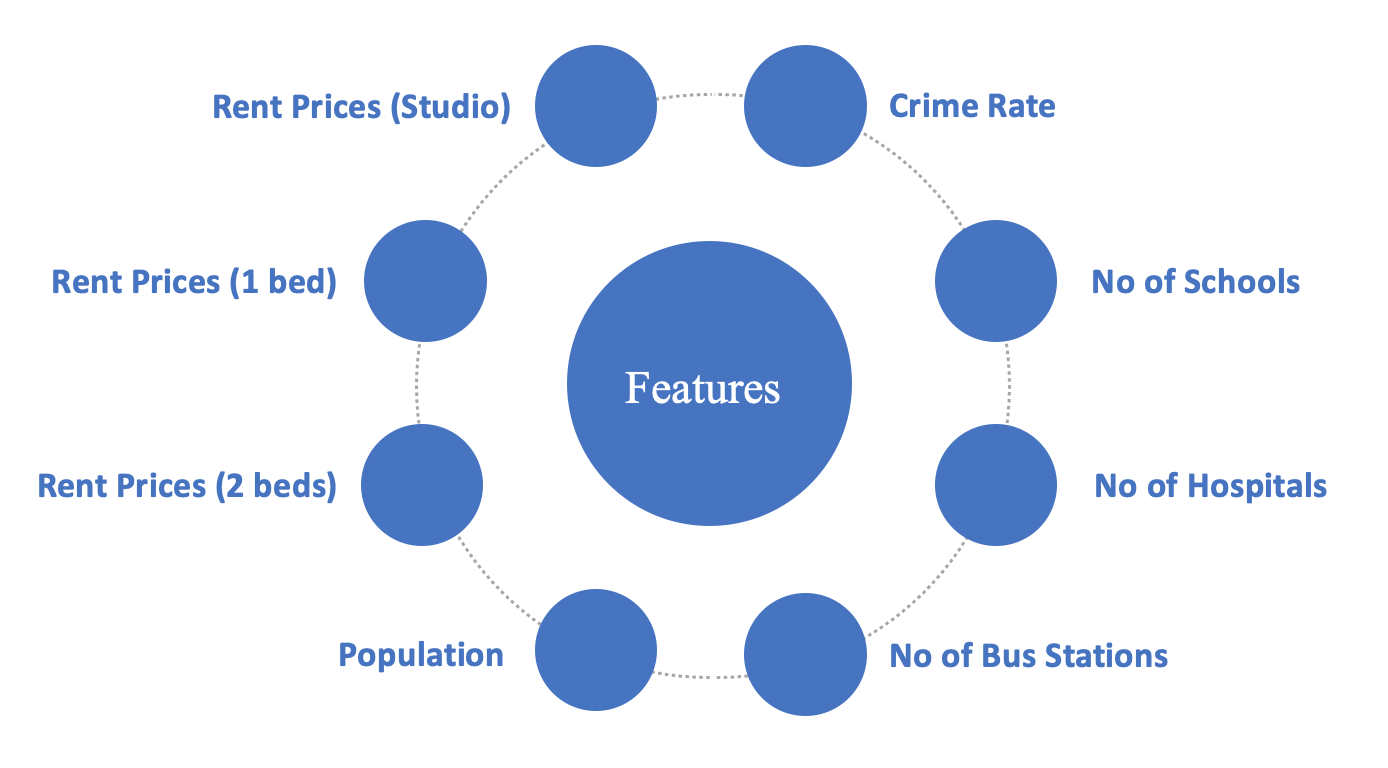 Rent Prices (Studio)
Crime Rate
Rent Prices (1 bed)
No of Schools
Features
Rent Prices (2 beds)
No of Hospitals
Population
No of Bus Stations